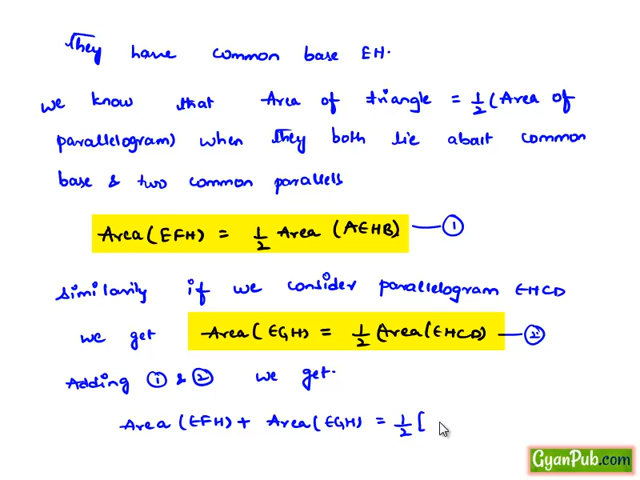 They have common base EH.
we know that Area of triangle = 1/2 (Area of
parallelogram) when They both lie abait common
base & two common parallels
Area (EFH) = 1/2 Area (AEHB) — ①
Similarily if we consider parallelogram EHCD
we get Area (EGH) = 1/2 (Area (EHCD) — ②
Adding ① & ② we get.
Area (EFH) + Area (EGH) = 1/2 [
GyanPub.com